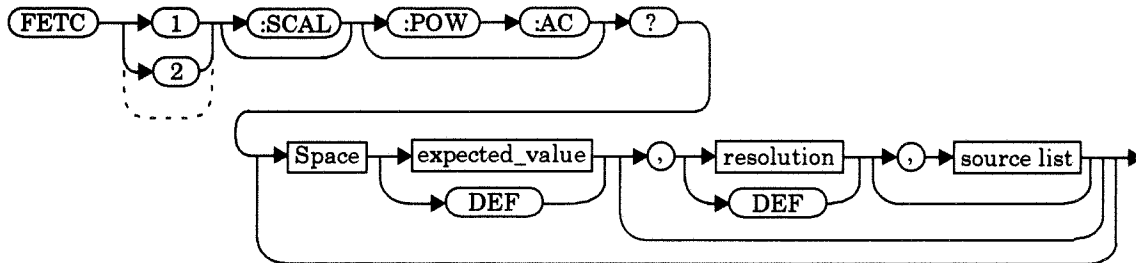 FETC 1 :SCAL :POW :AC ?
2
Space expected_value , resolution , source list
DEF DEF